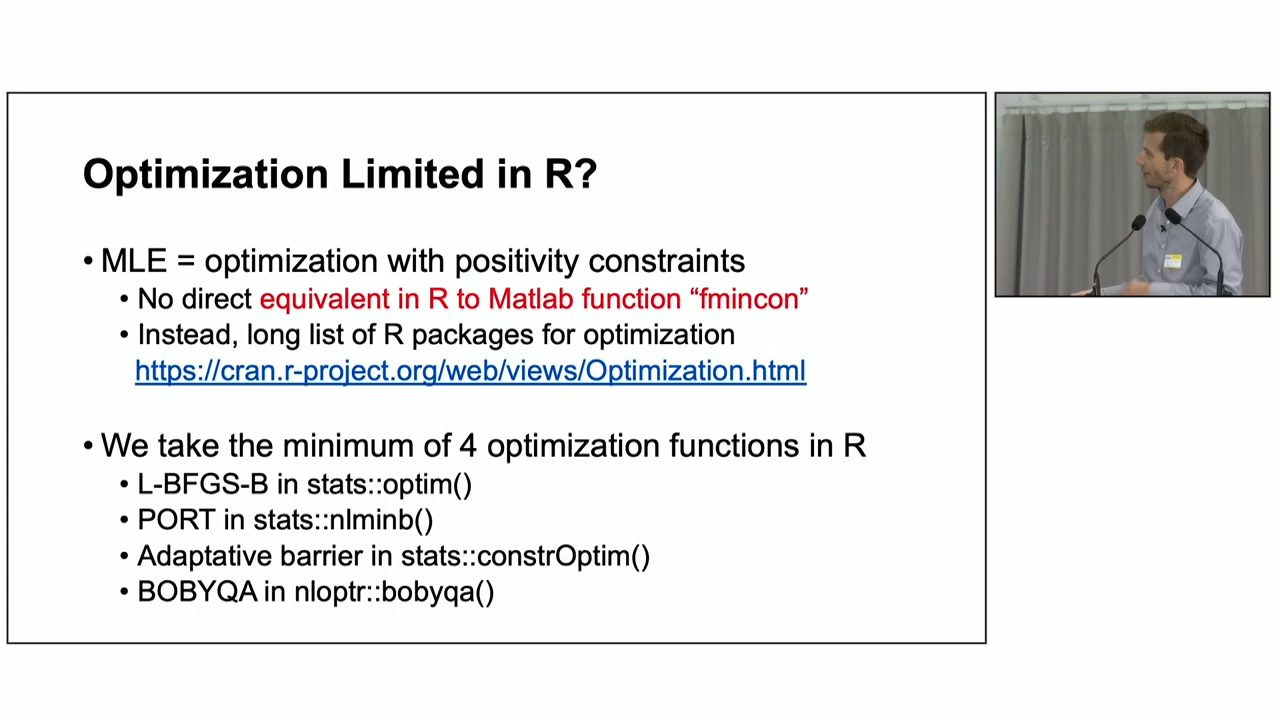 Optimization Limited in R?
• MLE = optimization with positivity constraints
• No direct equivalent in R to Matlab function “fmincon”
• Instead, long list of R packages for optimization
https://cran.r-project.org/web/views/Optimization.html
• We take the minimum of 4 optimization functions in R
• L-BFGS-B in stats::optim()
• PORT in stats::nlminb()
• Adaptative barrier in stats::constrOptim()
• BOBYQA in nloptr::bobyqa()